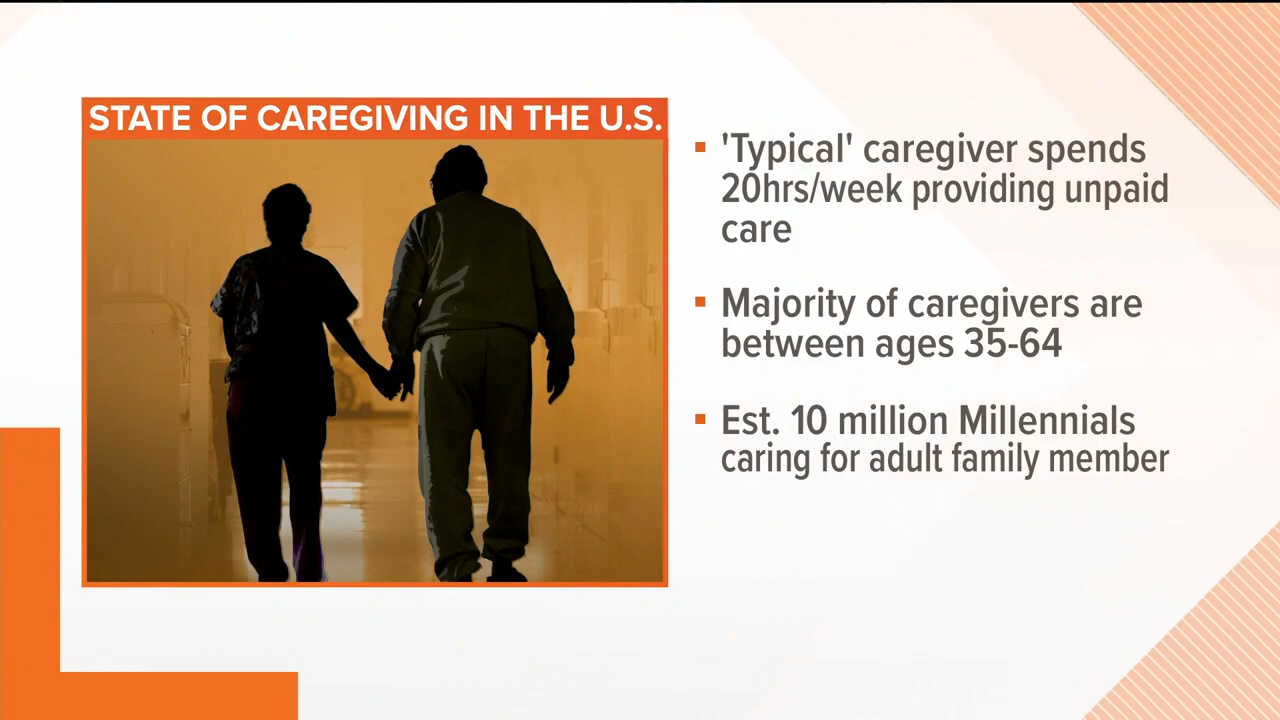 STATE OF CAREGIVING IN THE U.S.
'Typical' caregiver spends
20hrs/week providing unpaid
care
Majority of caregivers are
between ages 35-64
Est. 10 million Millennials
caring for adult family member